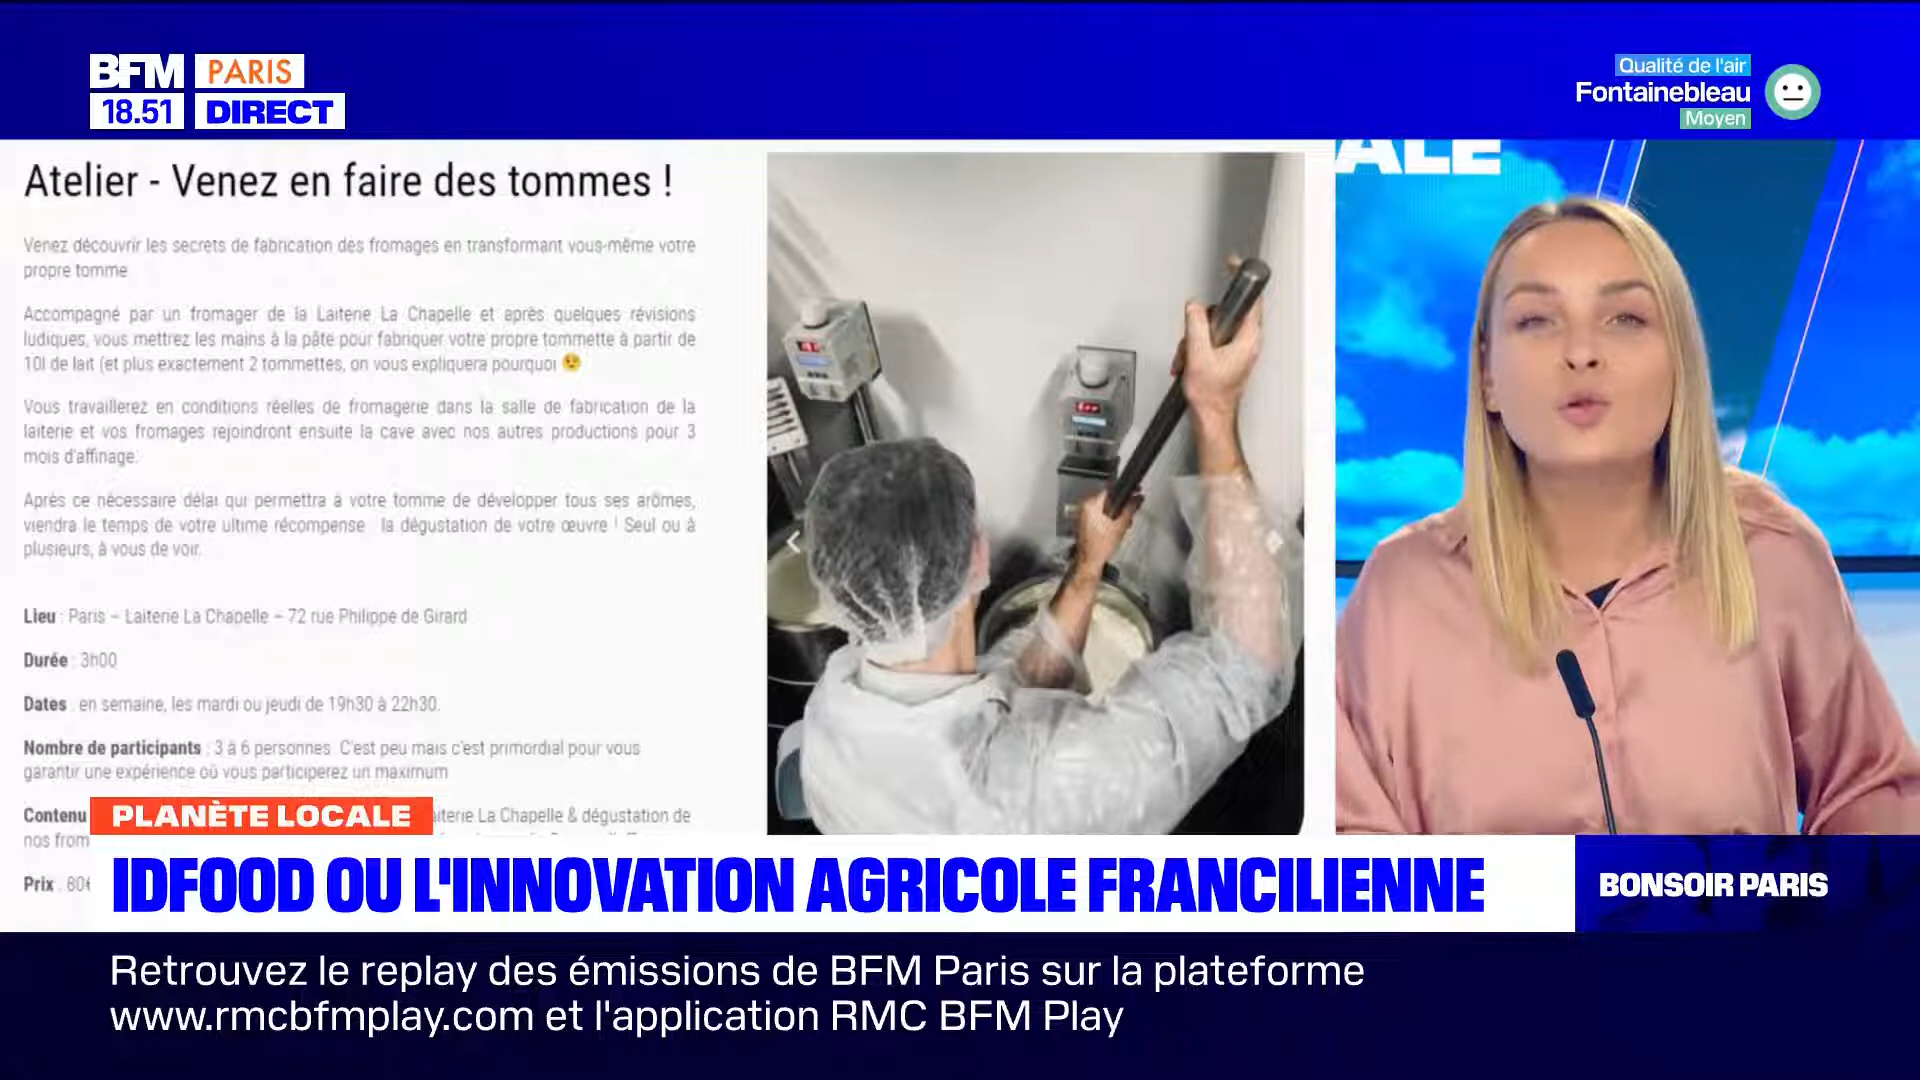 BFM PARIS
18.51 DIRECT
Qualité de l'air
Fontainebleau
Moyen
ALE
Atelier - Venez en faire des tommes !
Venez découvrir les secrets de fabrication des fromages en transformant vous-même votre
propre tomme
Accompagné par un fromager de la Laiterie La Chapelle et après quelques révisions
ludiques, vous mettrez les mains à la pâte pour fabriquer votre propre tommette à partir de
10l de lait (et plus exactement 2 tommettes, on vous expliquera pourquoi 😉
Vous travaillerez en conditions réelles de fromagerie dans la salle de fabrication de la
laiterie et vos fromages rejoindront ensuite la cave avec nos autres productions pour 3
mois d'affinage.
Après ce nécessaire délai qui permettra à votre tomme de développer tous ses arômes,
viendra le temps de votre ultime récompense : la dégustation de votre œuvre ! Seul ou à
plusieurs, à vous de voir.
Lieu : Paris – Laiterie La Chapelle – 72 rue Philippe de Girard
Durée : 3h00
Dates : en semaine, les mardi ou jeudi de 19h30 à 22h30.
Nombre de participants : 3 à 6 personnes. C'est peu mais c'est primordial pour vous
garantir une expérience où vous participerez un maximum
Contenu aiterie La Chapelle & dégustation de
nos from
Prix : 80€
PLANÈTE LOCALE
IDFOOD OU L'INNOVATION AGRICOLE FRANCILIENNE
BONSOIR PARIS
Retrouvez le replay des émissions de BFM Paris sur la plateforme
www.rmcbfmplay.com et l'application RMC BFM Play